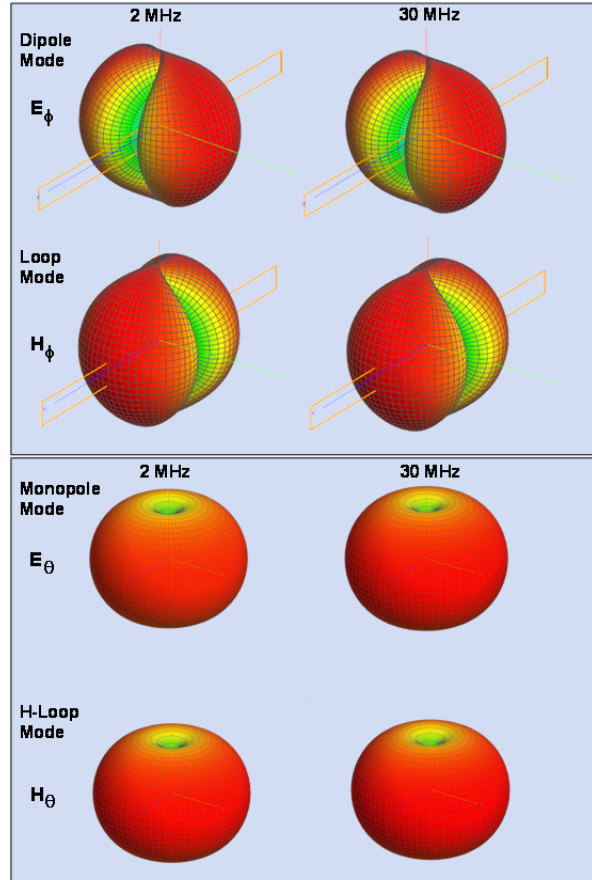 2 MHz 30 MHz
Dipole
Mode
Eϕ
Loop
Mode
Hϕ
2 MHz 30 MHz
Monopole
Mode
Eθ
H-Loop
Mode
Hθ